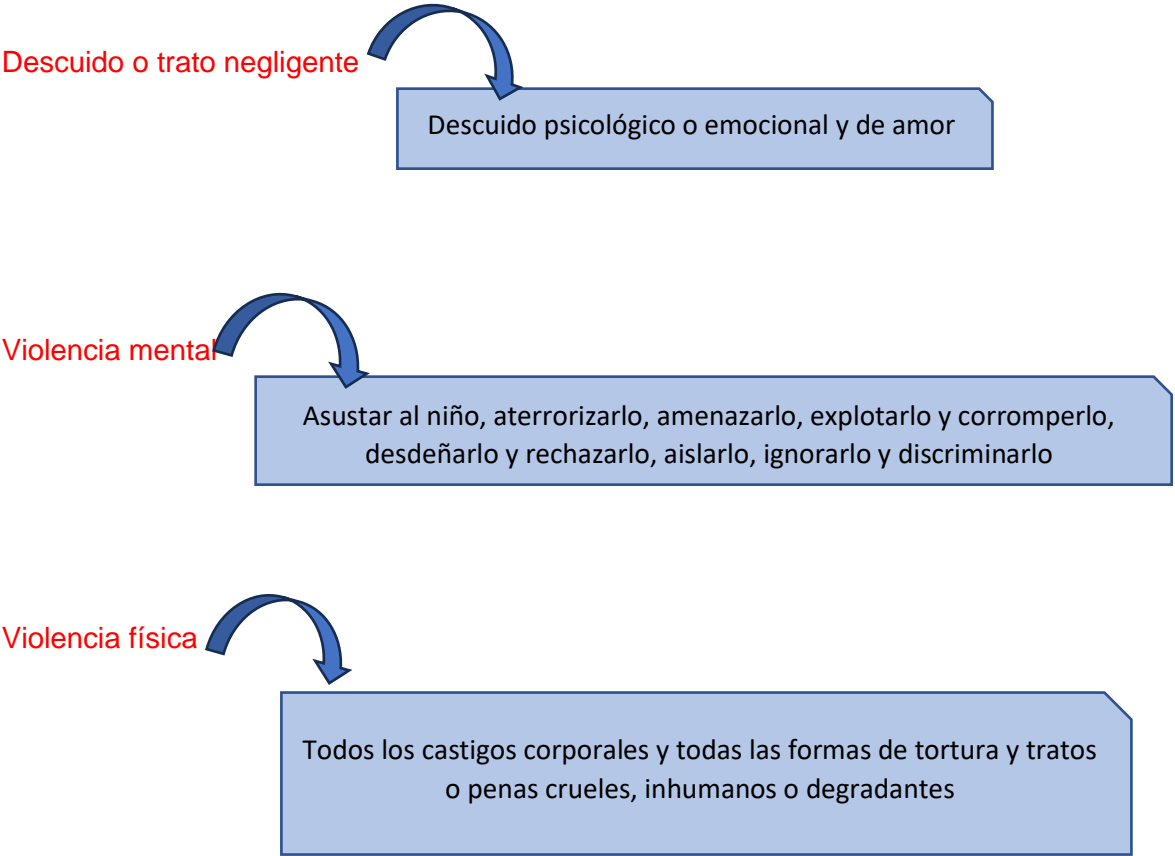 Descuido o trato negligente
Descuido psicológico o emocional y de amor
Violencia mental
Asustar al niño, aterrorizarlo, amenazarlo, explotarlo y corromperlo,
desdeñarlo y rechazarlo, aislarlo, ignorarlo y discriminarlo
Violencia física
Todos los castigos corporales y todas las formas de tortura y tratos
o penas crueles, inhumanos o degradantes